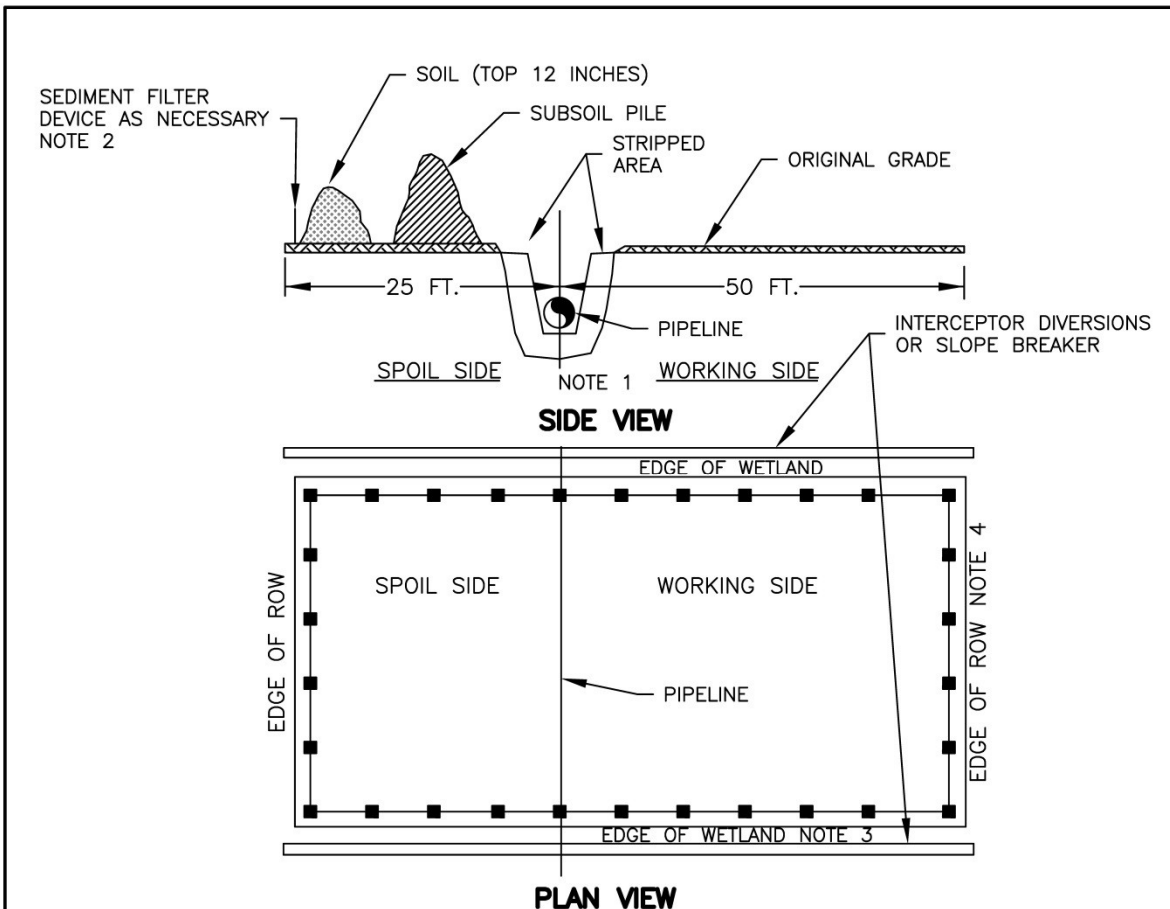 SOIL (TOP 12 INCHES)
SEDIMENT FILTER
DEVICE AS NECESSARY
NOTE 2
SUBSOIL PILE
STRIPPED
AREA
ORIGINAL GRADE
25 FT.
50 FT.
PIPELINE
INTERCEPTOR DIVERSIONS
OR SLOPE BREAKER
SPOIL SIDE
NOTE 1
WORKING SIDE
SIDE VIEW
EDGE OF WETLAND
EDGE OF ROW
SPOIL SIDE
WORKING SIDE
EDGE OF ROW NOTE 4
PIPELINE
EDGE OF WETLAND NOTE 3
PLAN VIEW